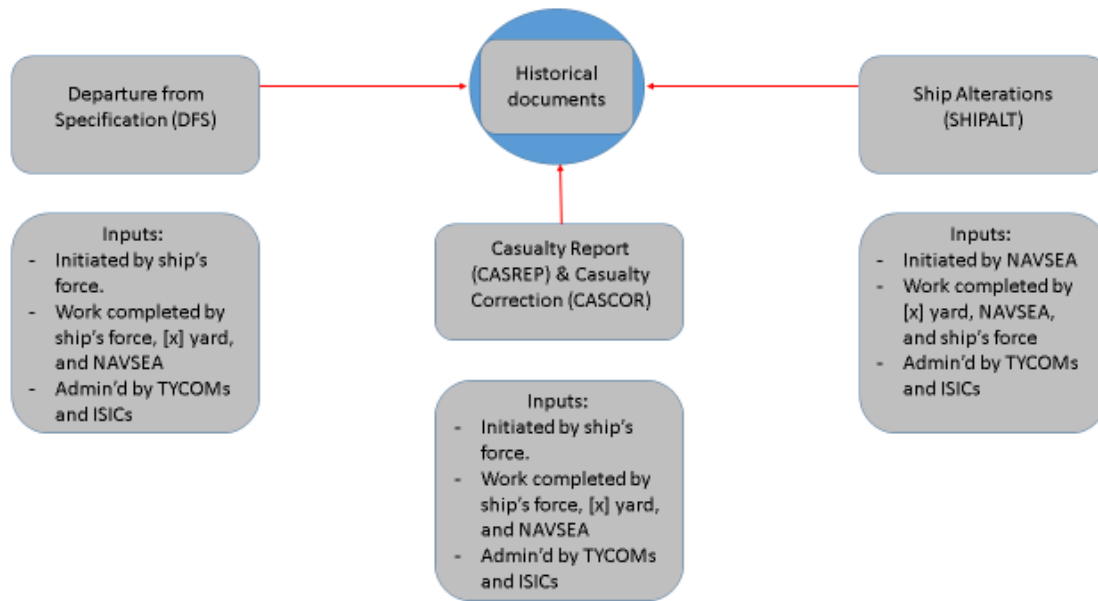 Departure from
Specification (DFS)
Historical
documents
Ship Alterations
(SHIPALT)
Inputs:
- Initiated by ship's
force.
- Work completed by
ship's force, [x] yard,
and NAVSEA
- Admin'd by TYCOMs
and ISICs
Casualty Report
(CASREP) & Casualty
Correction (CASCOR)
Inputs:
- Initiated by ship's
force.
- Work completed by
ship's force, [x] yard,
and NAVSEA
- Admin'd by TYCOMs
and ISICs
Inputs:
- Initiated by NAVSEA
- Work completed by
[x] yard, NAVSEA,
and ship's force
- Admin'd by TYCOMs
and ISICs